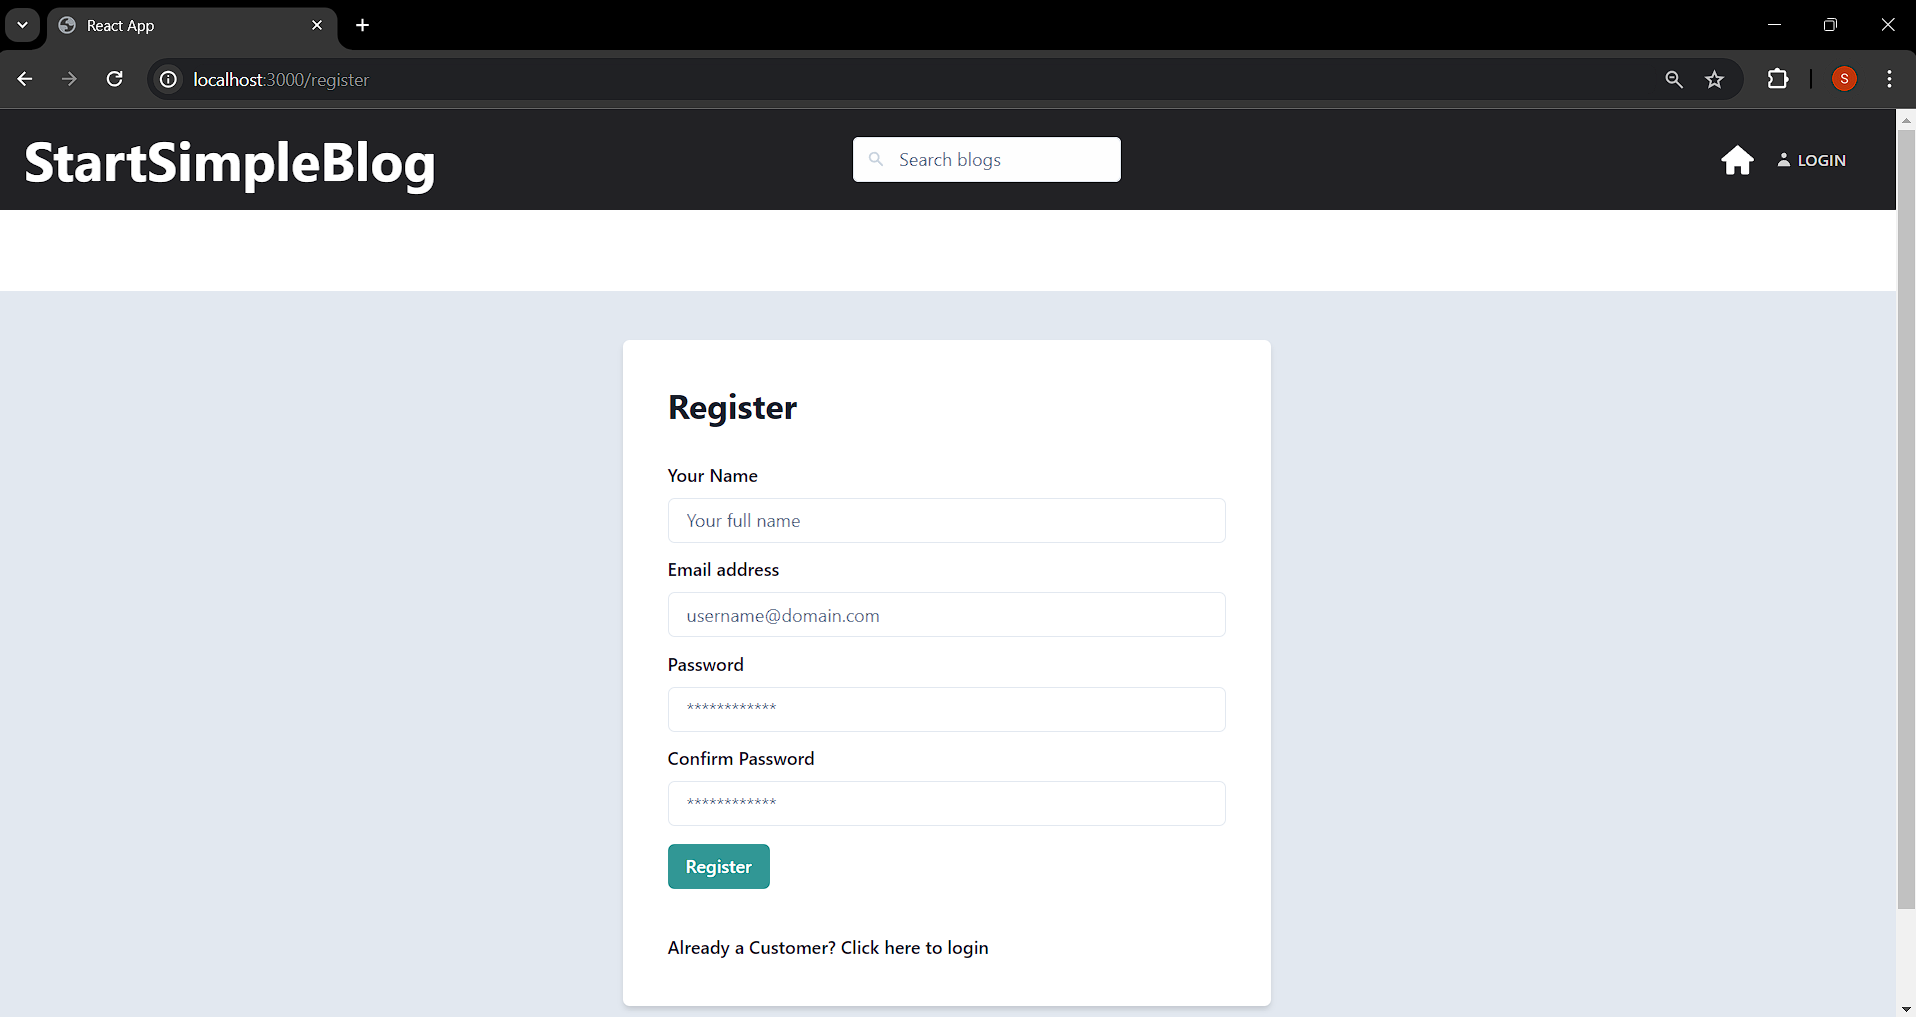 React App
localhost:3000/register
S
StartSimpleBlog
Search blogs
LOGIN
Register
Your Name
Your full name
Email address
username@domain.com
Password
************
Confirm Password
************
Register
Already a Customer? Click here to login